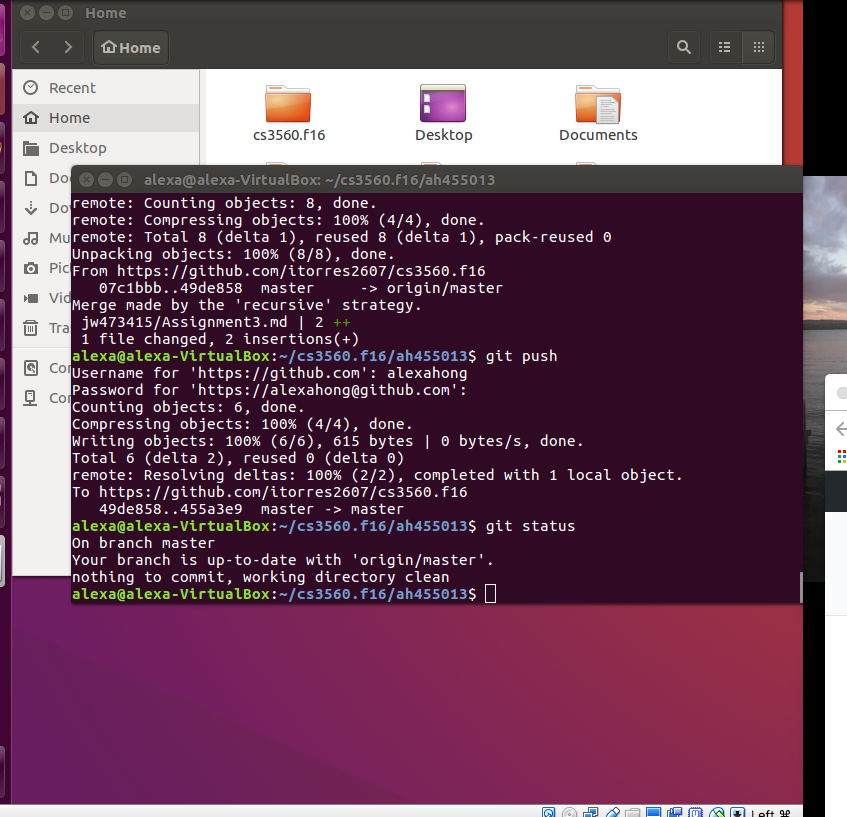 Home
Home
Recent
Home
Desktop
cs3560.f16
Desktop
Documents
alexa@alexa-VirtualBox: ~/cs3560.f16/ah455013
remote: Counting objects: 8, done.
remote: Compressing objects: 100% (4/4), done.
remote: Total 8 (delta 1), reused 8 (delta 1), pack-reused 0
Unpacking objects: 100% (8/8), done.
From https://github.com/itorres2607/cs3560.f16
   07c1bbb..49de858  master     -> origin/master
Merge made by the 'recursive' strategy.
 jw473415/Assignment3.md | 2 ++
 1 file changed, 2 insertions(+)
alexa@alexa-VirtualBox:~/cs3560.f16/ah455013$ git push
Username for 'https://github.com': alexahong
Password for 'https://alexahong@github.com':
Counting objects: 6, done.
Compressing objects: 100% (4/4), done.
Writing objects: 100% (6/6), 615 bytes | 0 bytes/s, done.
Total 6 (delta 2), reused 0 (delta 0)
remote: Resolving deltas: 100% (2/2), completed with 1 local object.
To https://github.com/itorres2607/cs3560.f16
   49de858..455a3e9  master -> master
alexa@alexa-VirtualBox:~/cs3560.f16/ah455013$ git status
On branch master
Your branch is up-to-date with 'origin/master'.
nothing to commit, working directory clean
alexa@alexa-VirtualBox:~/cs3560.f16/ah455013$
Left ⌘